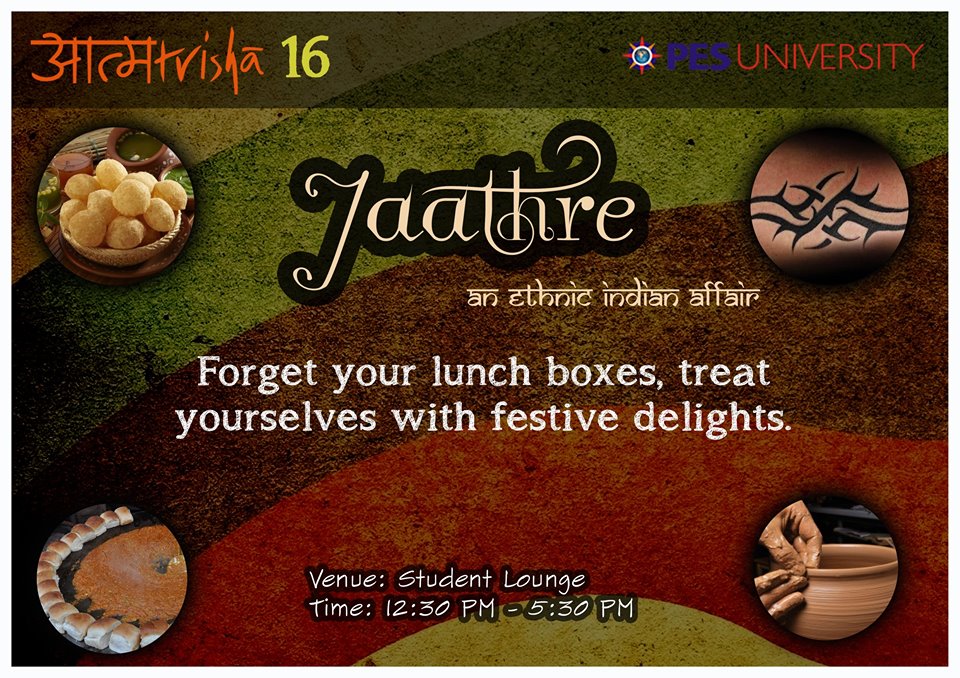 आत्मatrishā 16
PES UNIVERSITY
Jaathre
an ethnic indian affair
Forget your lunch boxes, treat
yourselves with festive delights.
Venue: Student Lounge
Time: 12:30 PM - 5:30 PM